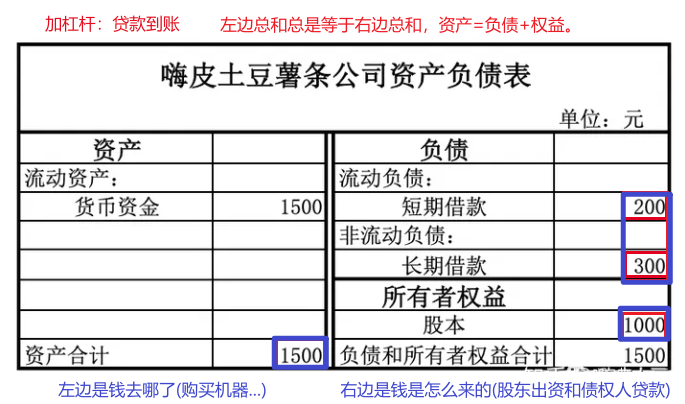 加杠杆：贷款到账 左边总和总是等于右边总和，资产=负债+权益。
嗨皮土豆薯条公司资产负债表
单位：元
资产 负债
流动资产： 流动负债：
货币资金 1500 短期借款 200
非流动负债：
长期借款 300
所有者权益
股本 1000
资产合计 1500 负债和所有者权益合计 1500
左边是钱去哪了(购买机器...) 右边是钱是怎么来的(股东出资和债权人贷款)